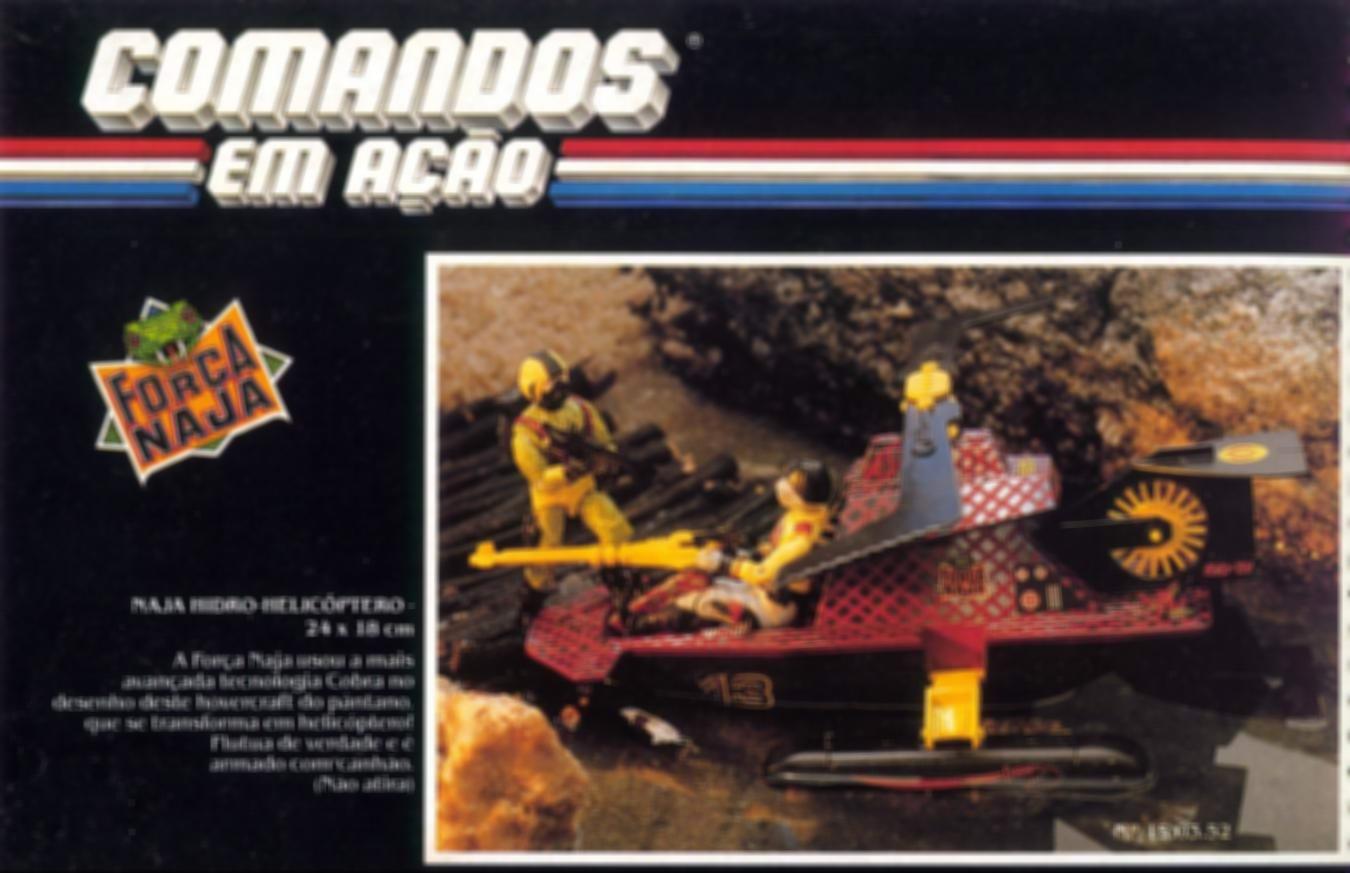 COMANDOS
EM AÇÃO
FORÇA
NAJA
NAJA HIDRO-HELICÓPTERO -
24 x 18 cm
A Força Naja usou a mais
avançada tecnologia Cobra no
desenho deste hovercraft do pântano,
que se transforma em helicóptero!
Flutua de verdade e é
armado com canhão.
(Não atira)
13